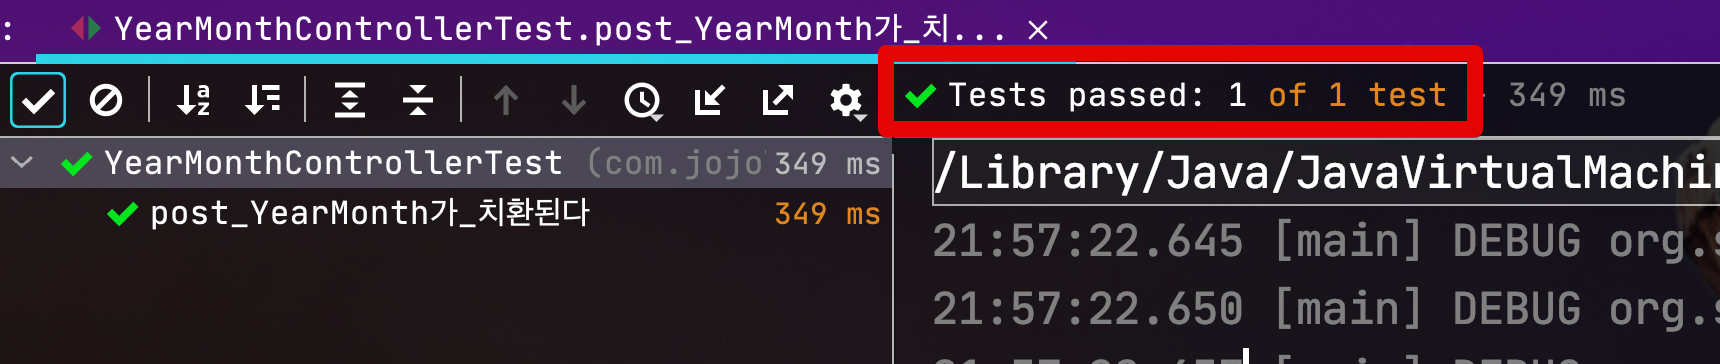 : YearMonthControllerTest.post_YearMonth가_치...
Tests passed: 1 of 1 test 349 ms
YearMonthControllerTest (com.jojo 349 ms
post_YearMonth가_치환된다 349 ms
/Library/Java/JavaVirtualMachin
21:57:22.645 [main] DEBUG org.s
21:57:22.650 [main] DEBUG org.s